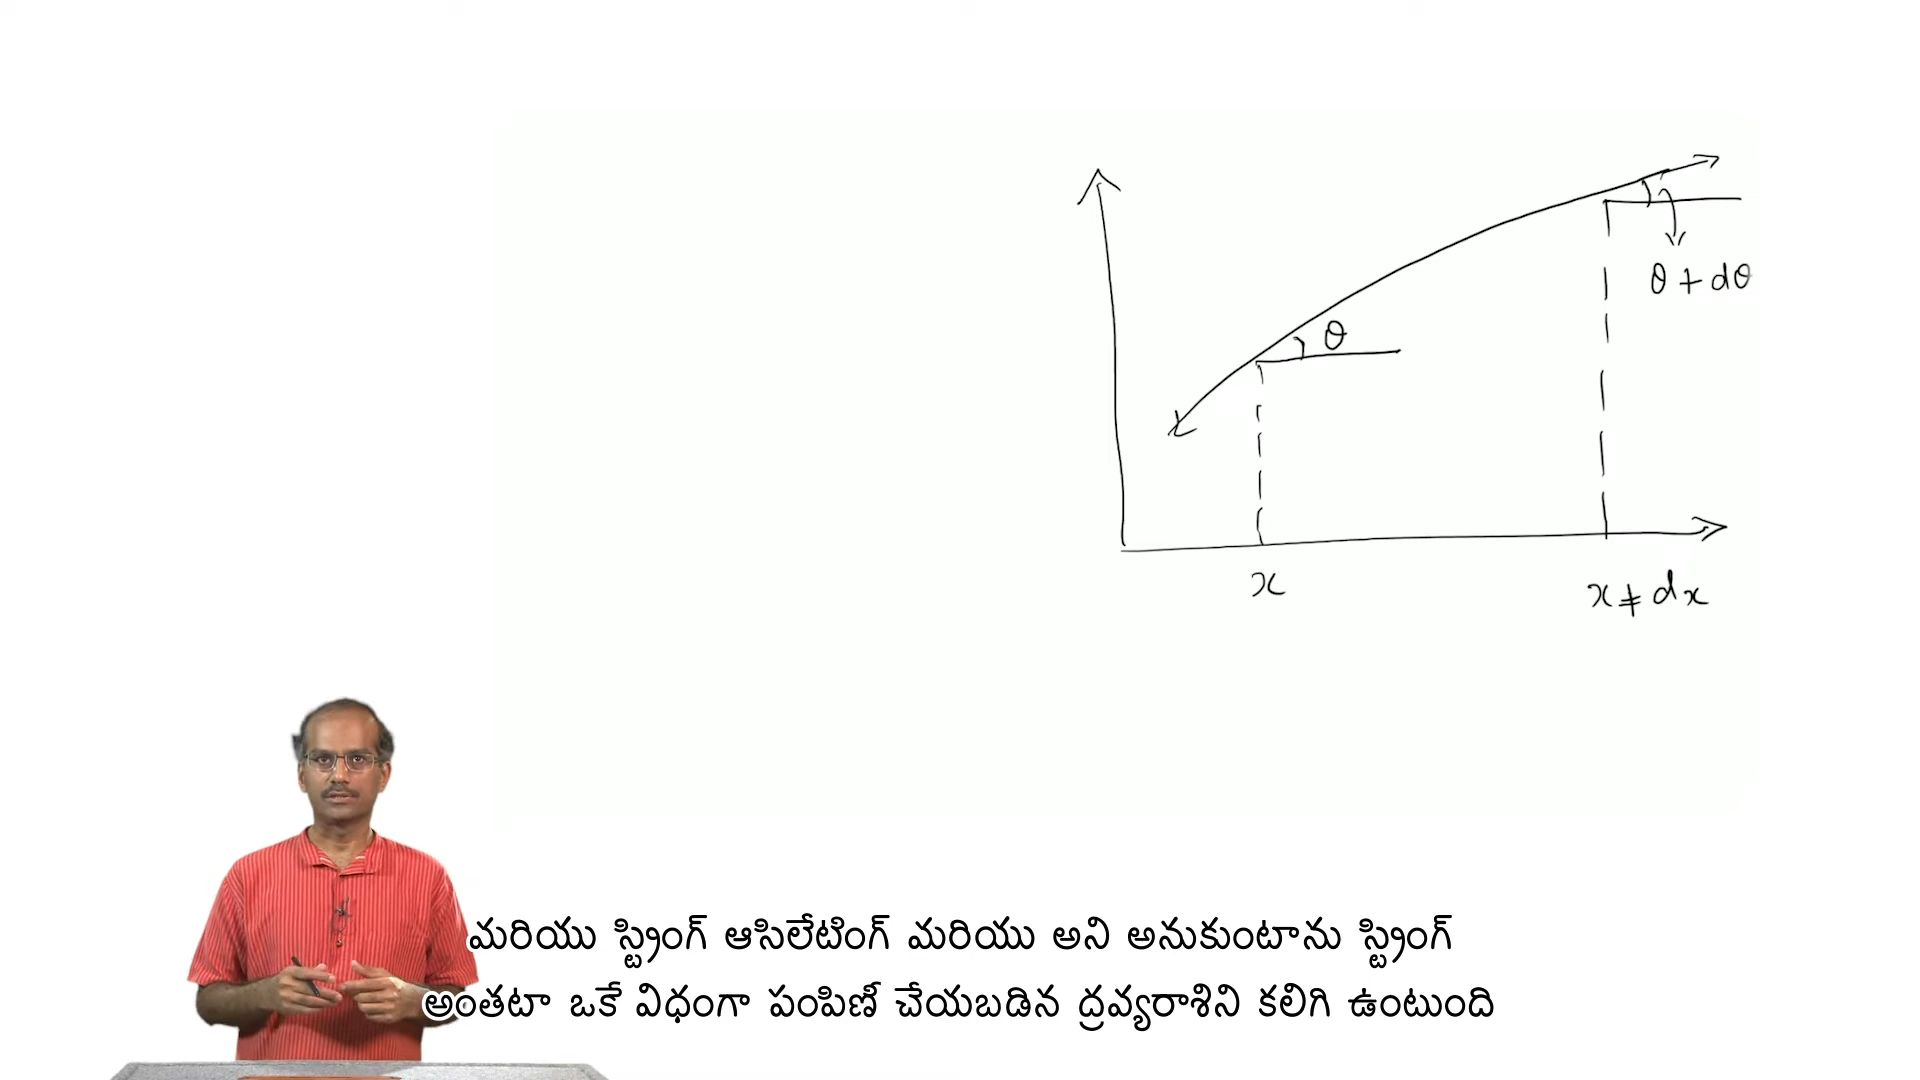 θ + dθ
θ
x
x + dx
మరియు స్ట్రింగ్ ఆసిలేటింగ్ మరియు అని అనుకుంటాను స్ట్రింగ్
అంతటా ఒకే విధంగా పంపిణీ చేయబడిన ద్రవ్యరాశిని కలిగి ఉంటుంది